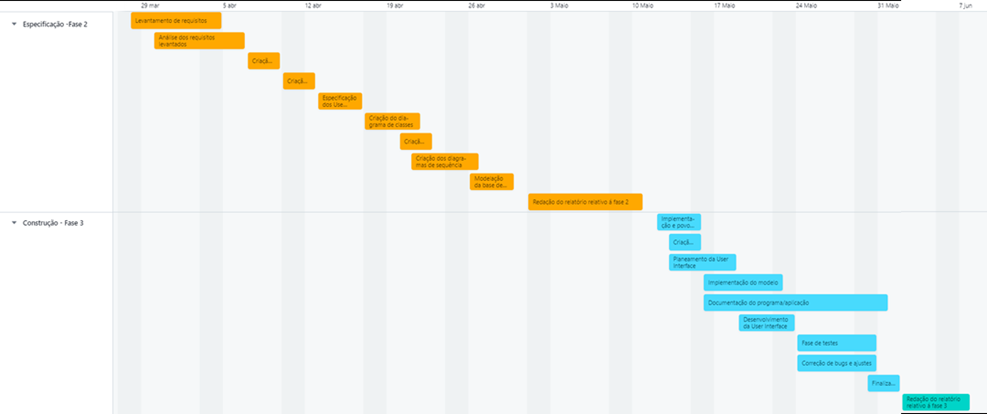 29 mar 5 abr 12 abr 19 abr 26 abr 3 Maio 10 Maio 17 Maio 24 Maio 31 Maio 7 jun
Especificação -Fase 2
Levantamento de requisitos
Análise dos requisitos
levantados
Criaçã...
Criaçã...
Especificação
dos Use...
Criação do dia-
grama de classes
Criaçã...
Criação dos diagra-
mas de sequência
Modelação
da base de...
Redação do relatório relativo á fase 2
Construção - Fase 3
Implementa-
ção e povo...
Criaçã...
Planeamento da User
Interface
Implementação do modelo
Documentação do programa/aplicação
Desenvolvimento
da User Interface
Fase de testes
Correção de bugs e ajustes
Finaliza...
Redação do relatório
relativo á fase 3